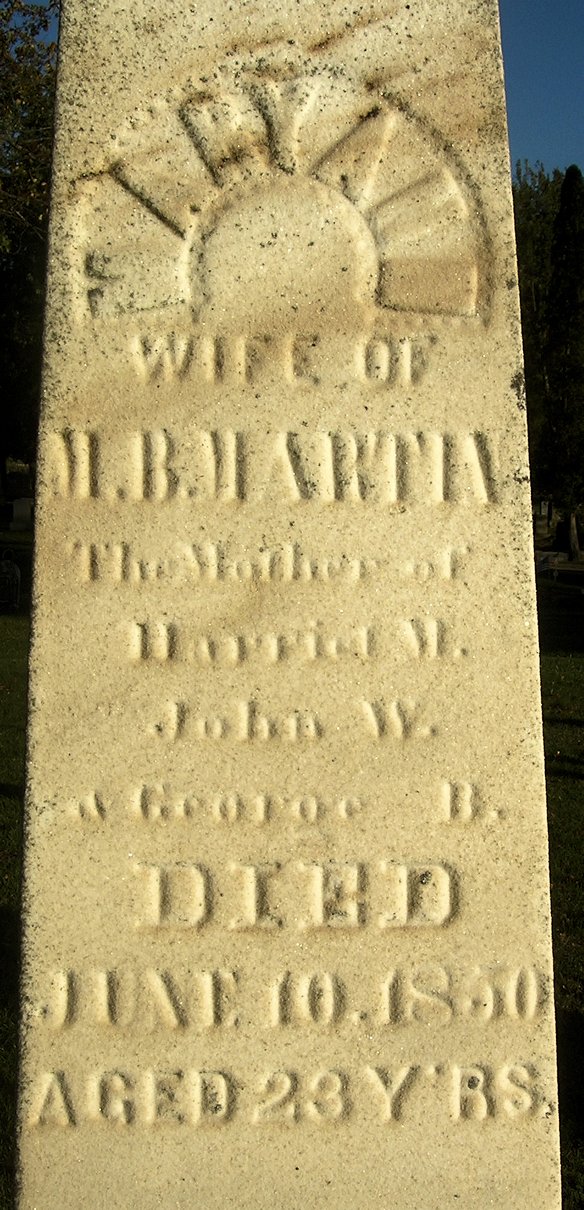 WIFE OF
M. B. MARTIN
The Mother of
Harriet M.
John W.
& George B.
DIED
JUNE 10, 1850
AGED 23 Y'RS.